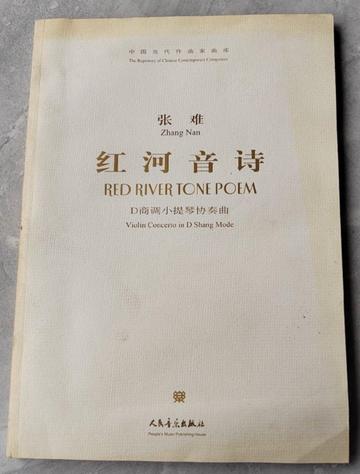 中国当代作曲家曲库
The Repertory of Chinese Contemporary Composers
张 难
Zhang Nan
红河音诗
RED RIVER TONE POEM
D商调小提琴协奏曲
Violin Concerto in D Shang Mode
人民音乐出版社
People's Music Publishing House